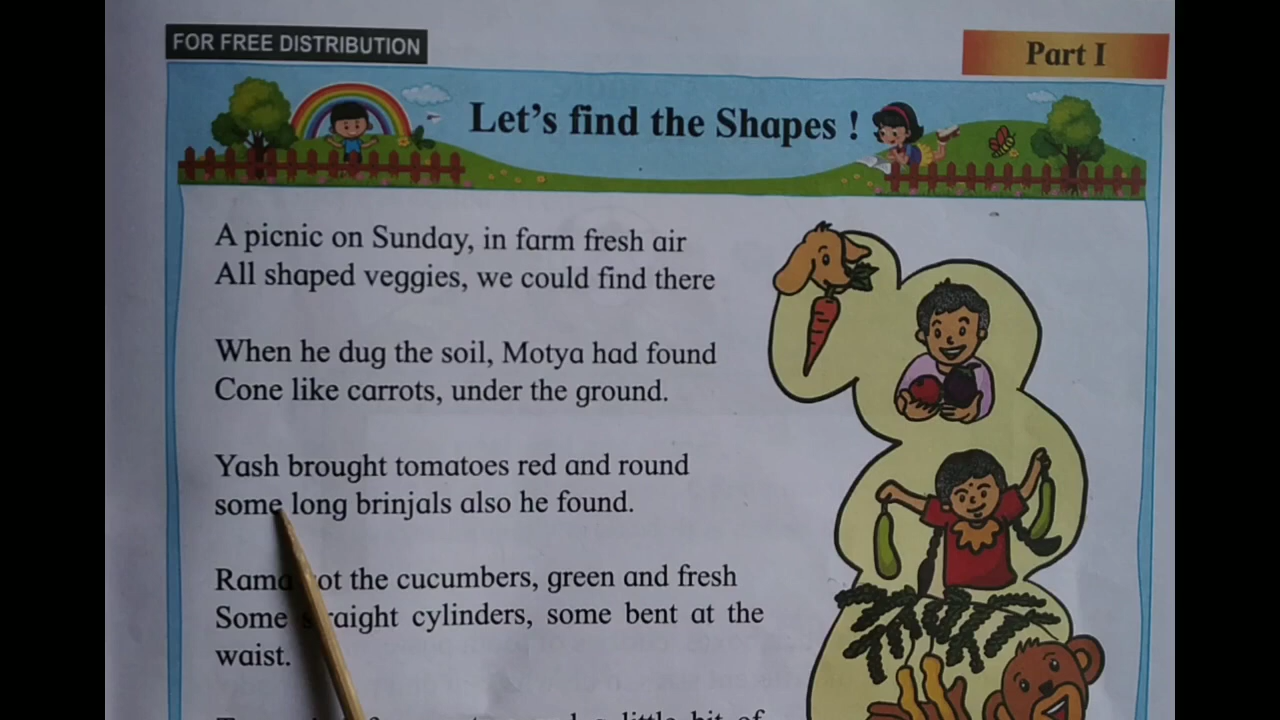 FOR FREE DISTRIBUTION
Part I
Let's find the Shapes !
A picnic on Sunday, in farm fresh air
All shaped veggies, we could find there
When he dug the soil, Motya had found
Cone like carrots, under the ground.
Yash brought tomatoes red and round
some long brinjals also he found.
Rama the cucumbers, green and fresh
Some straight cylinders, some bent at the
waist.
little bit of